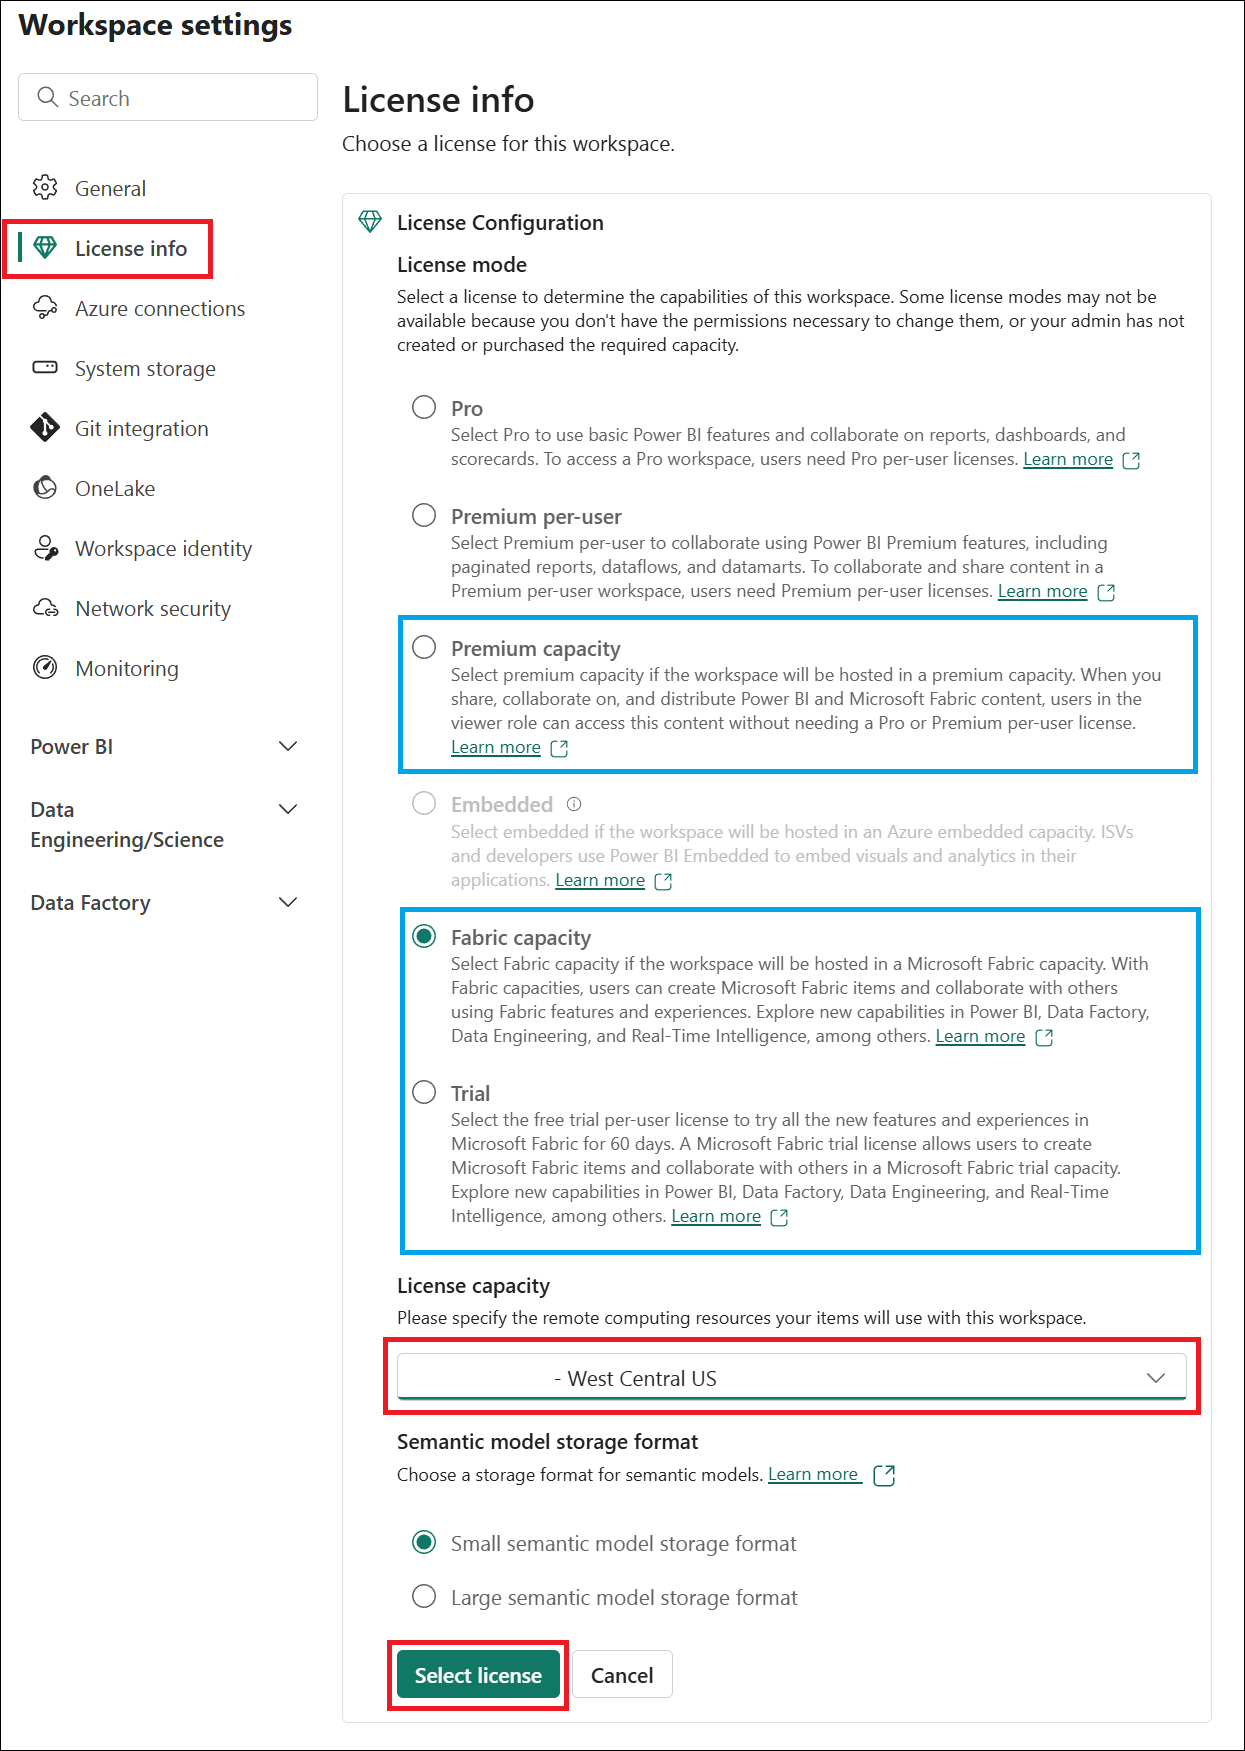 Workspace settings
Search
General
License info
Azure connections
System storage
Git integration
OneLake
Workspace identity
Network security
Monitoring
Power BI
Data
Engineering/Science
Data Factory
License info
Choose a license for this workspace.
License Configuration
License mode
Select a license to determine the capabilities of this workspace. Some license modes may not be
available because you don't have the permissions necessary to change them, or your admin has not
created or purchased the required capacity.
Pro
Select Pro to use basic Power BI features and collaborate on reports, dashboards, and
scorecards. To access a Pro workspace, users need Pro per-user licenses. Learn more
Premium per-user
Select Premium per-user to collaborate using Power BI Premium features, including
paginated reports, dataflows, and datamarts. To collaborate and share content in a
Premium per-user workspace, users need Premium per-user licenses. Learn more
Premium capacity
Select premium capacity if the workspace will be hosted in a premium capacity. When you
share, collaborate on, and distribute Power BI and Microsoft Fabric content, users in the
viewer role can access this content without needing a Pro or Premium per-user license.
Learn more
Embedded
Select embedded if the workspace will be hosted in an Azure embedded capacity. ISVs
and developers use Power BI Embedded to embed visuals and analytics in their
applications. Learn more
Fabric capacity
Select Fabric capacity if the workspace will be hosted in a Microsoft Fabric capacity. With
Fabric capacities, users can create Microsoft Fabric items and collaborate with others
using Fabric features and experiences. Explore new capabilities in Power BI, Data Factory,
Data Engineering, and Real-Time Intelligence, among others. Learn more
Trial
Select the free trial per-user license to try all the new features and experiences in
Microsoft Fabric for 60 days. A Microsoft Fabric trial license allows users to create
Microsoft Fabric items and collaborate with others in a Microsoft Fabric trial capacity.
Explore new capabilities in Power BI, Data Factory, Data Engineering, and Real-Time
Intelligence, among others. Learn more
License capacity
Please specify the remote computing resources your items will use with this workspace.
- West Central US
Semantic model storage format
Choose a storage format for semantic models. Learn more
Small semantic model storage format
Large semantic model storage format
Select license
Cancel